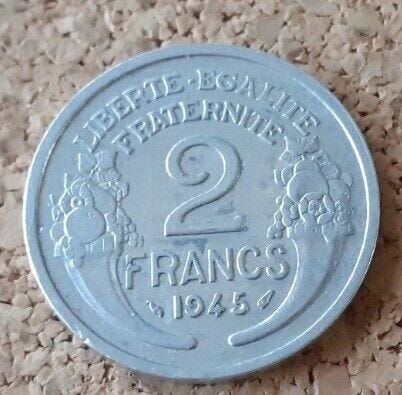 LIBERTE-EGALITE
FRATERNITE.
2
FRANCS
1945